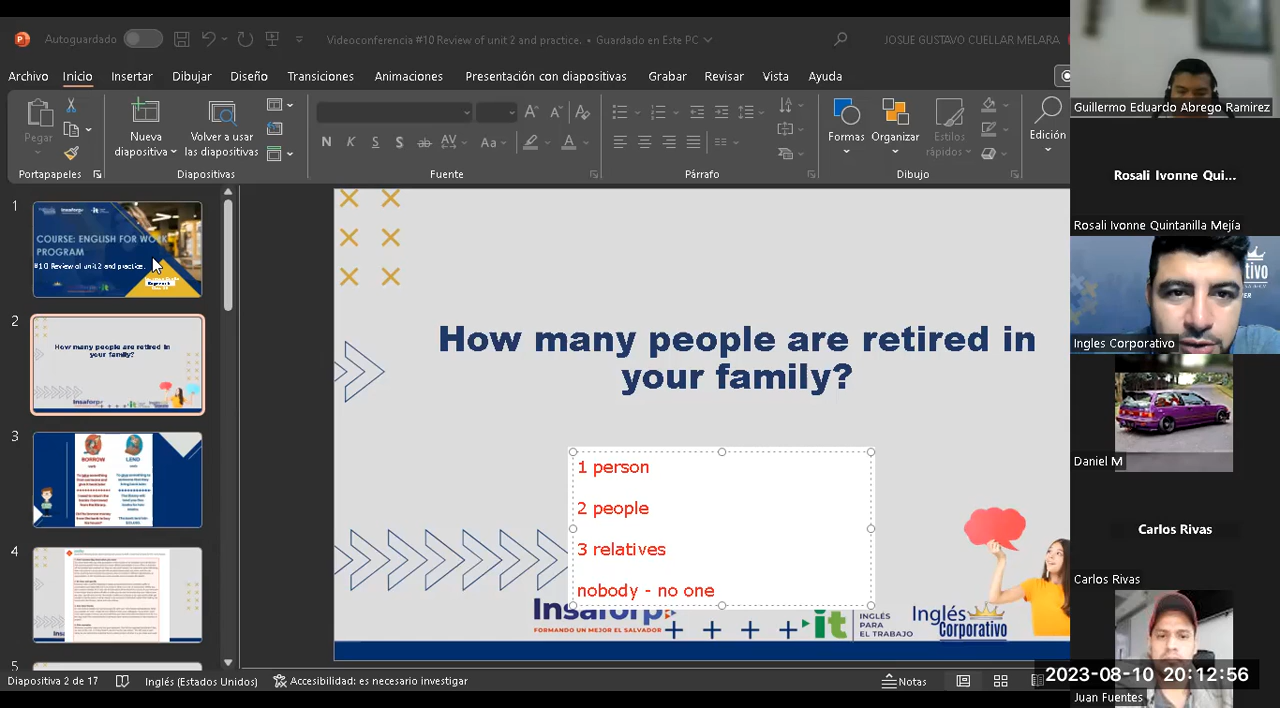 Autoguardado
Videoconferencia #10 Review of unit 2 and practice. • Guardado en Este PC
JOSUE GUSTAVO CUELLAR MELARA
Archivo Inicio Insertar Dibujar Diseño Transiciones Animaciones Presentación con diapositivas Grabar Revisar Vista Ayuda
Pegar
Nueva diapositiva
Volver a usar las diapositivas
Formas
Organizar
Estilos rápidos
Edición
Portapapeles Diapositivas Fuente Párrafo Dibujo
1
COURSE: ENGLISH FOR WORK
PROGRAM
#10 Review of unit 2 and practice.
2
How many people are retired in
your family?
Insaforp
3
BORROW
LEND
4
5
How many people are retired in
your family?
1 person
2 people
3 relatives
nobody - no one
Insaforp
FORMANDO UN MEJOR EL SALVADOR
it
INGLÉS
PARA
EL TRABAJO
Inglés
Corporativo
Diapositiva 2 de 17
Inglés (Estados Unidos)
Accesibilidad: es necesario investigar
Notas
Guillermo Eduardo Abrego Ramirez
Rosali Ivonne Qui...
Rosali Ivonne Quintanilla Mejía
Ingles Corporativo
Daniel M
Carlos Rivas
Carlos Rivas
2023-08-10 20:12:56
Juan Fuentes